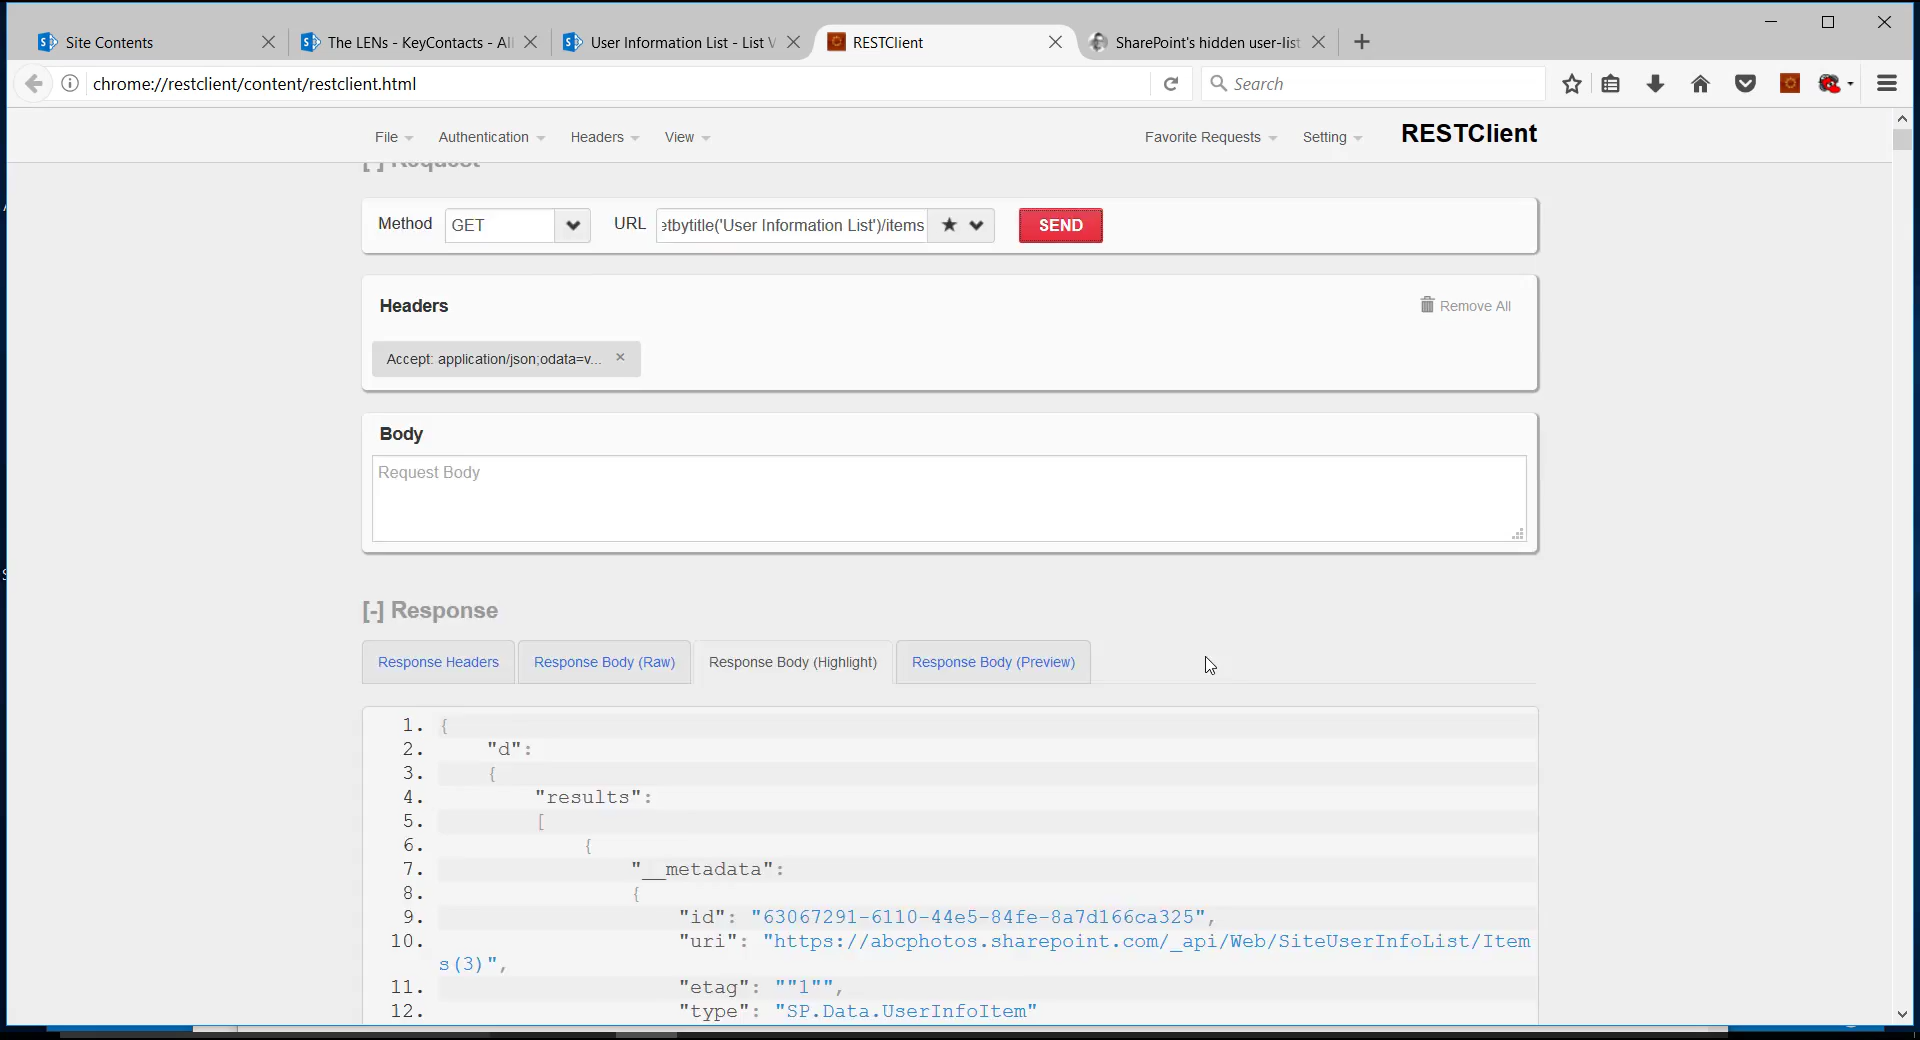 Site Contents
The LENs - KeyContacts - All
User Information List - List V
RESTClient
SharePoint's hidden user-list
chrome://restclient/content/restclient.html
Search
File
Authentication
Headers
View
Favorite Requests
Setting
RESTClient
[-] Request
Method
GET
URL
etbytitle('User Information List')/items
SEND
Headers
Remove All
Accept: application/json;odata=v...
Body
Request Body
[-] Response
Response Headers
Response Body (Raw)
Response Body (Highlight)
Response Body (Preview)
1. {
2. "d":
3. {
4. "results":
5. [
6. {
7. "__metadata":
8. {
9. "id": "63067291-6110-44e5-84fe-8a7d166ca325",
10. "uri": "https://abcphotos.sharepoint.com/_api/Web/SiteUserInfoList/Item
s(3)",
11. "etag": ""1"",
12. "type": "SP.Data.UserInfoItem"